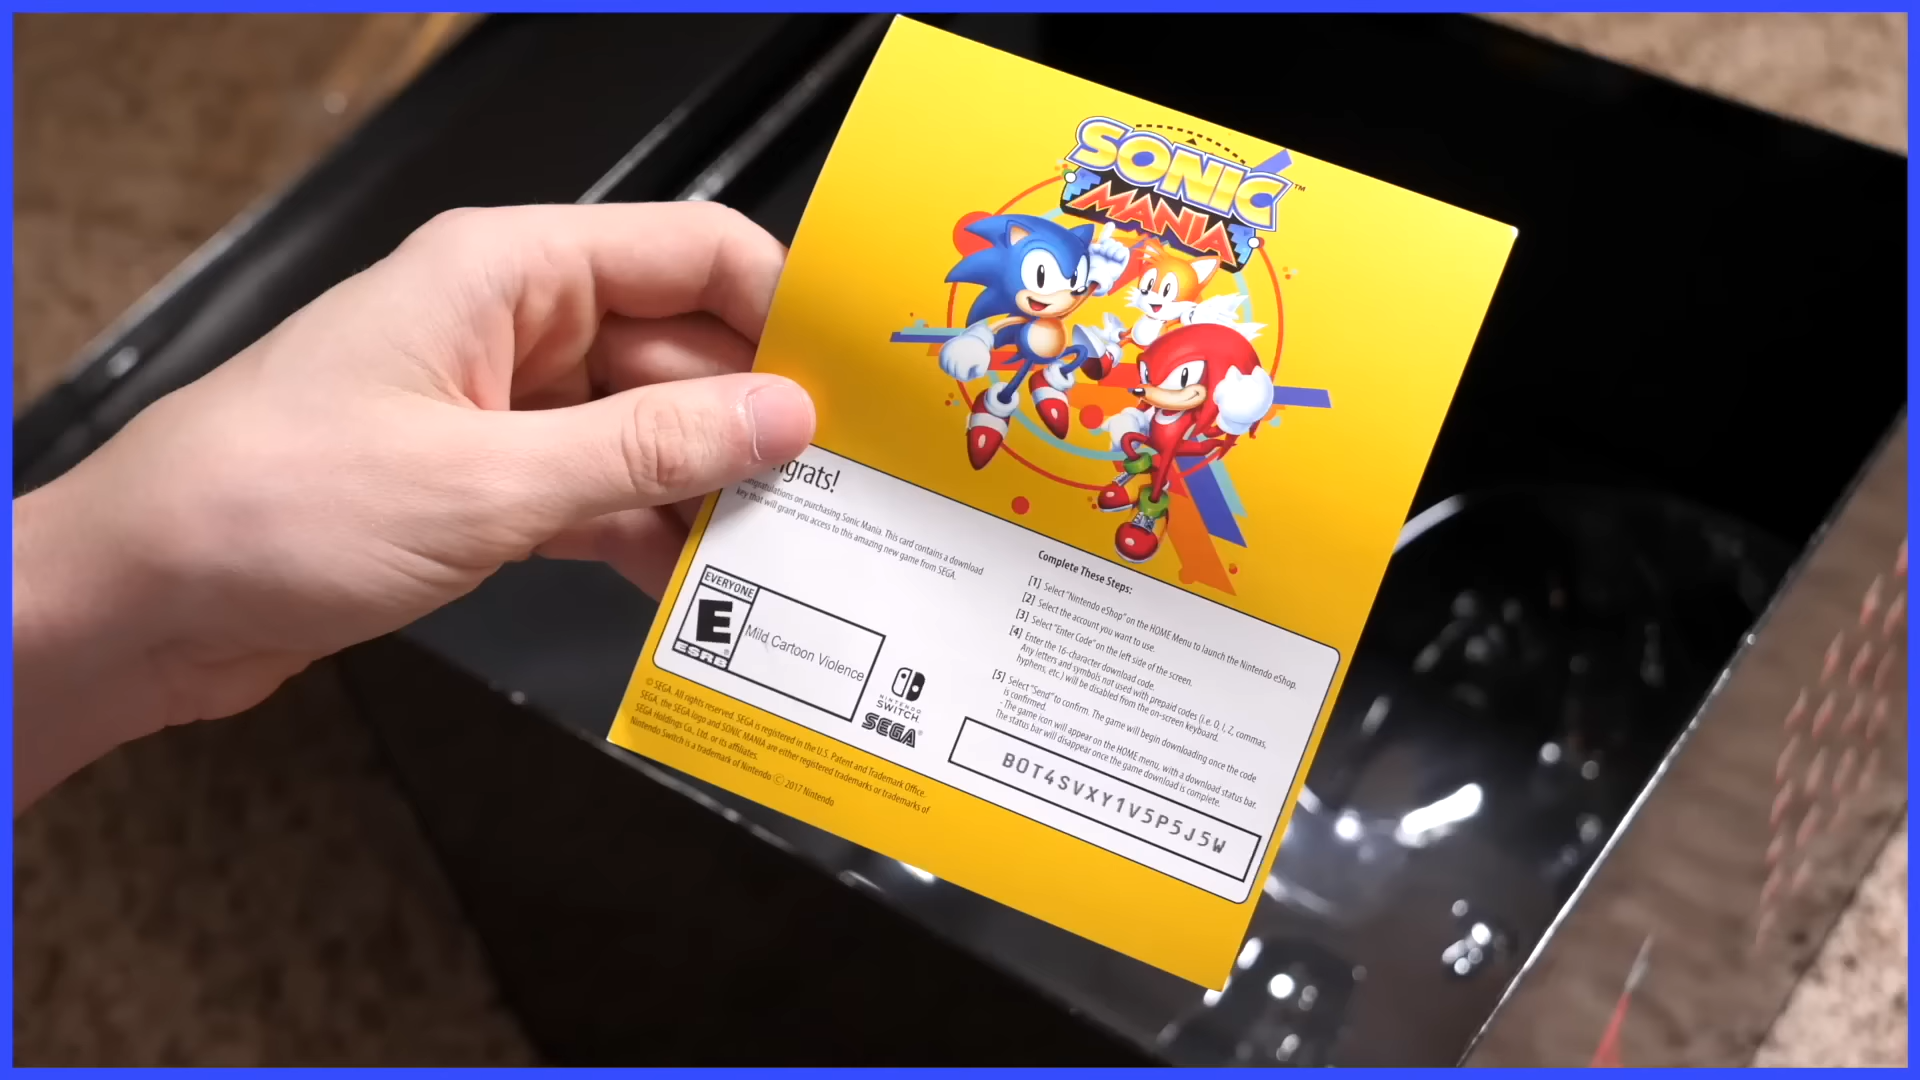 SONIC™
MANIA
ngrats!
ongratulations on purchasing Sonic Mania. This card contains a download
key that will grant you access to this amazing new game from SEGA.
EVERYONE
E
ESRB
Mild Cartoon Violence
NINTENDO
SWITCH
SEGA
Complete These Steps:
[1] Select "Nintendo eShop" on the HOME Menu to launch the Nintendo eShop.
[2] Select the account you want to use.
[3] Select "Enter Code" on the left side of the screen.
[4] Enter the 16-character download code.
Any letters and symbols not used with prepaid codes (i.e. O, I, Z, commas,
hyphens, etc.) will be disabled from the on-screen keyboard.
[5] Select "Send" to confirm. The game will begin downloading once the code
is confirmed.
- The game icon will appear on the HOME menu, with a download status bar.
The status bar will disappear once the game download is complete.
B0T4SVXY1V5P5J5W
© SEGA. All rights reserved. SEGA is registered in the U.S. Patent and Trademark Office.
SEGA, the SEGA logo and SONIC MANIA are either registered trademarks or trademarks of
SEGA Holdings Co., Ltd. or its affiliates.
Nintendo Switch is a trademark of Nintendo © 2017 Nintendo